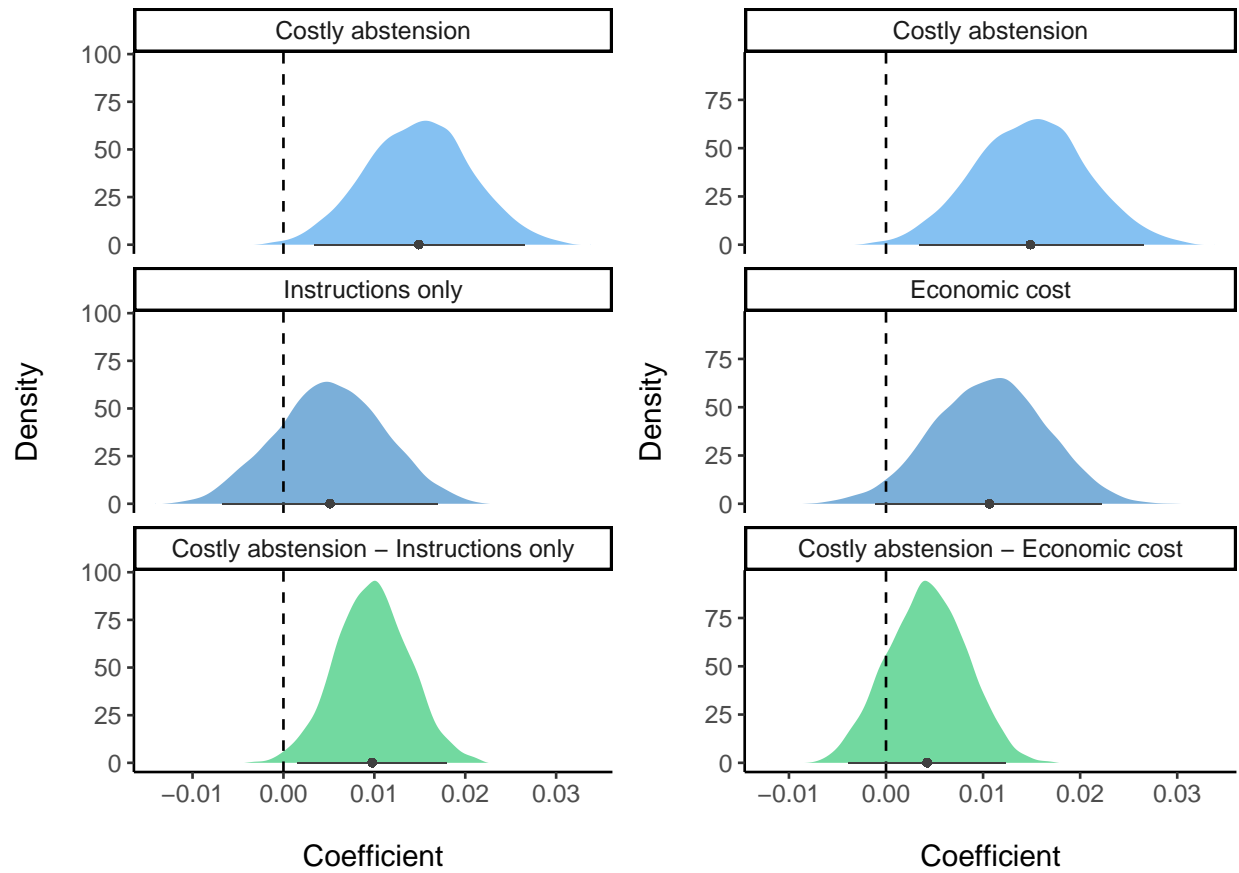 Costly abstension
100
75
50
25
0
Instructions only
100
75
50
25
0
Costly abstension – Instructions only
100
75
50
25
0
−0.01 0.00 0.01 0.02 0.03
Density
Coefficient
Costly abstension
75
50
25
0
Economic cost
75
50
25
0
Costly abstension – Economic cost
75
50
25
0
−0.01 0.00 0.01 0.02 0.03
Density
Coefficient